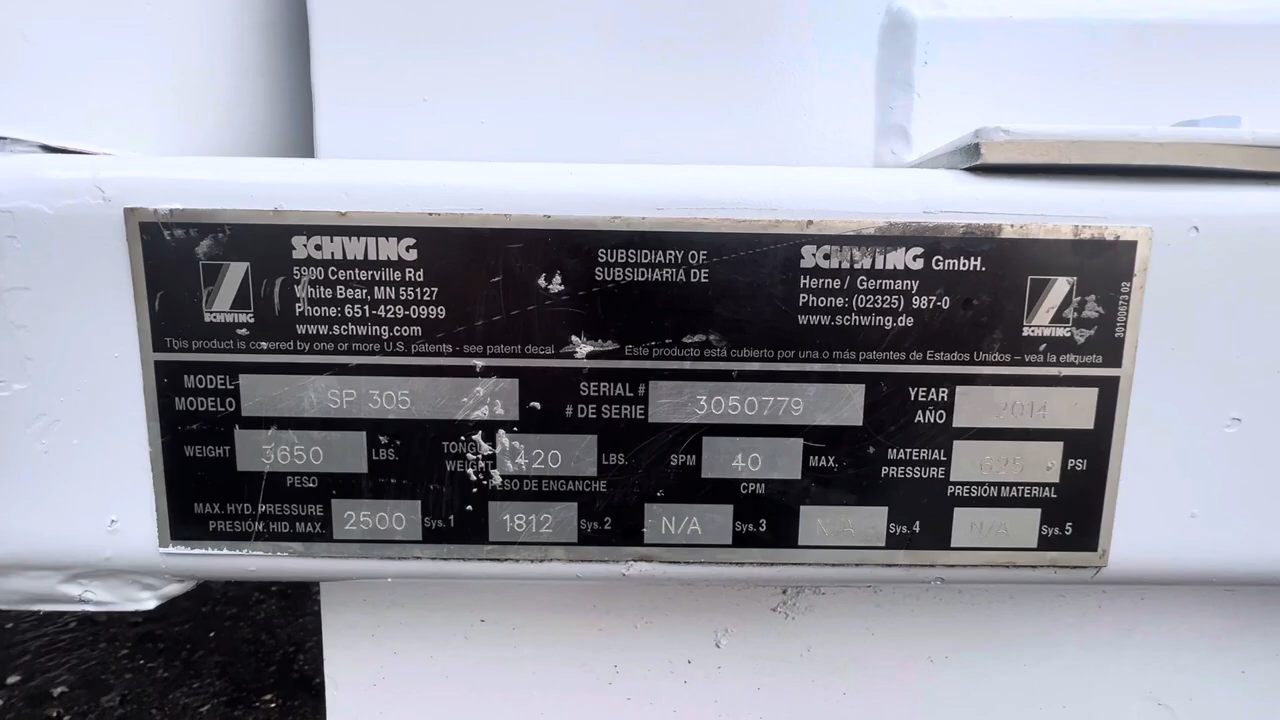 SCHWING
5900 Centerville Rd
White Bear, MN 55127
Phone: 651-429-0999
www.schwing.com
SCHWING
SUBSIDIARY OF
SUBSIDIARIA DE
SCHWING GmbH.
Herne / Germany
Phone: (02325) 987-0
www.schwing.de
SCHWING
30100673 02
This product is covered by one or more U.S. patents - see patent decal
Este producto está cubierto por una o más patentes de Estados Unidos – vea la etiqueta
MODEL
MODELO
SP 305
SERIAL #
# DE SERIE
3050779
YEAR
AÑO
2014
WEIGHT 3650 LBS.
PESO
TONGUE
WEIGHT
420 LBS.
PESO DE ENGANCHE
SPM 40 MAX.
CPM
MATERIAL
PRESSURE
625 PSI
PRESIÓN MATERIAL
MAX. HYD. PRESSURE
PRESIÓN. HID. MAX.
2500 Sys. 1
1812 Sys. 2
N/A Sys. 3
N/A Sys. 4
N/A Sys. 5